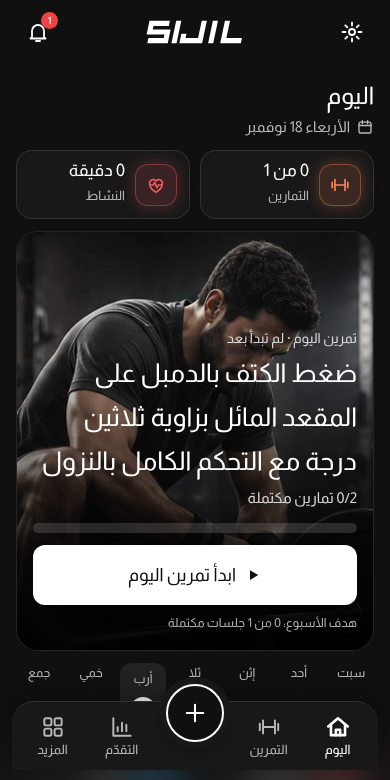 1
SIJIL
اليوم
الأربعاء 18 نوفمبر
0 من 1
التمارين
0 دقيقة
النشاط
تمرين اليوم · لم تبدأ بعد
ضغط الكتف بالدمبل على
المقعد المائل بزاوية ثلاثين
درجة مع التحكم الكامل بالنزول
0/2 تمارين مكتملة
ابدأ تمرين اليوم
هدف الأسبوع: 0 من 1 جلسات مكتملة
سبت
أحد
إثن
ثلا
أرب
خمي
جمع
اليوم
التمرين
التقدّم
المزيد